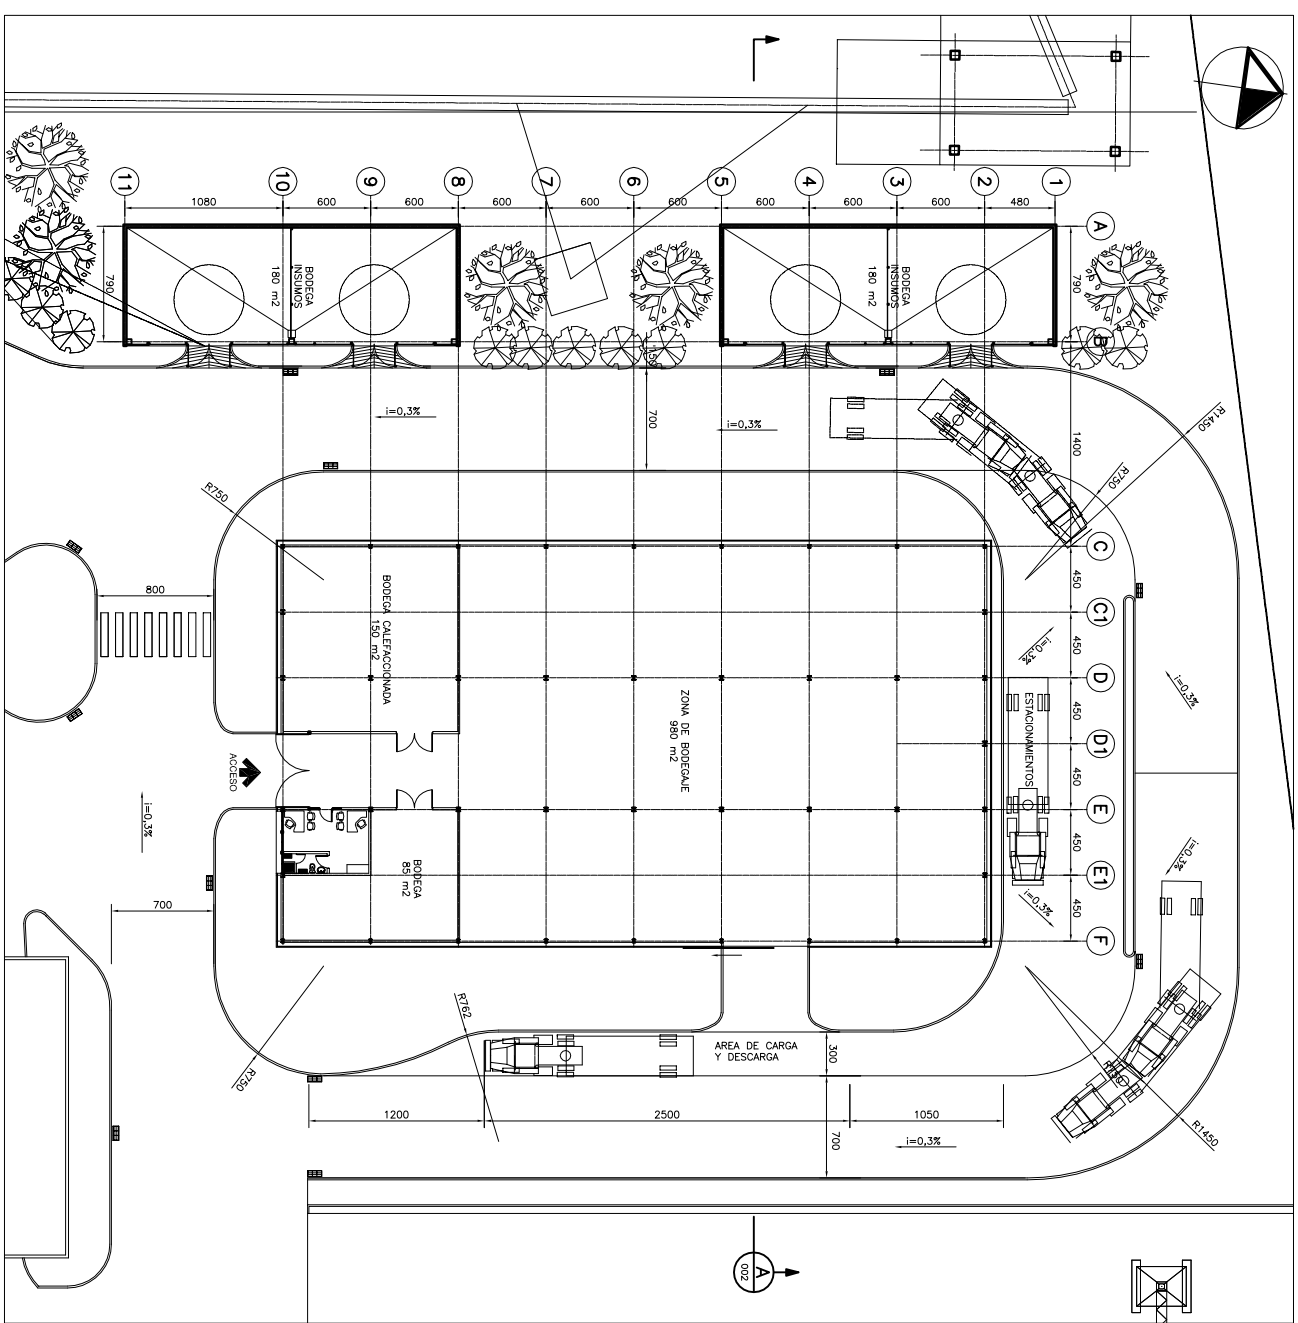 11
10
9
8
7
6
5
4
3
2
1
1080
600
600
600
600
600
600
600
600
480
A
790
790
BODEGA
INSUMOS
180 m2
BODEGA
INSUMOS
180 m2
B
150
700
i=0,3%
i=0,3%
1400
R1450
R750
R750
C
450
C1
450
D
450
D1
450
E
450
E1
450
F
800
BODEGA CALEFACCIONADA
150 m2
ZONA DE BODEGAJE
980 m2
ESTACIONAMIENTOS
i=0,3%
i=0,3%
i=0,3%
i=0,3%
ACCESO
i=0,3%
BODEGA
85 m2
700
R762
R750
AREA DE CARGA
Y DESCARGA
300
R750
R1450
1200
2500
1050
700
i=0,3%
A
002